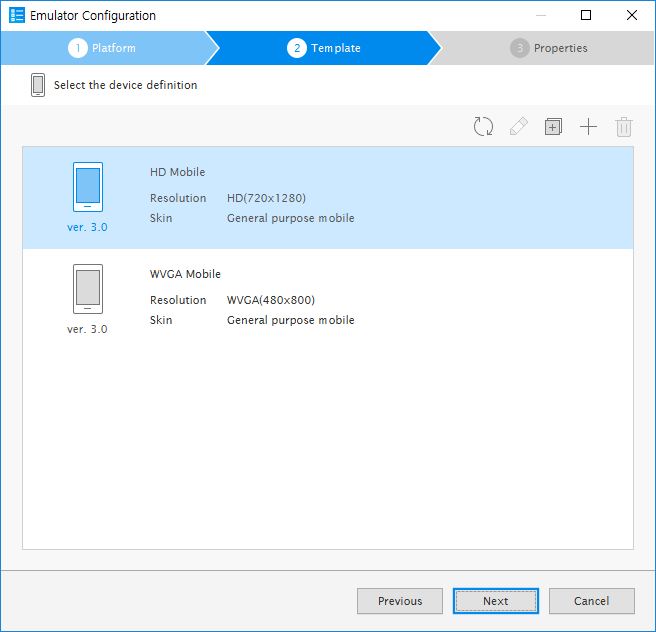 Emulator Configuration
1 Platform
2 Template
3 Properties
Select the device definition
HD Mobile
Resolution HD(720x1280)
Skin General purpose mobile
ver. 3.0
WVGA Mobile
Resolution WVGA(480x800)
Skin General purpose mobile
ver. 3.0
Previous Next Cancel